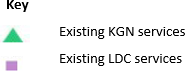 Key
Existing KGN services
Existing LDC services